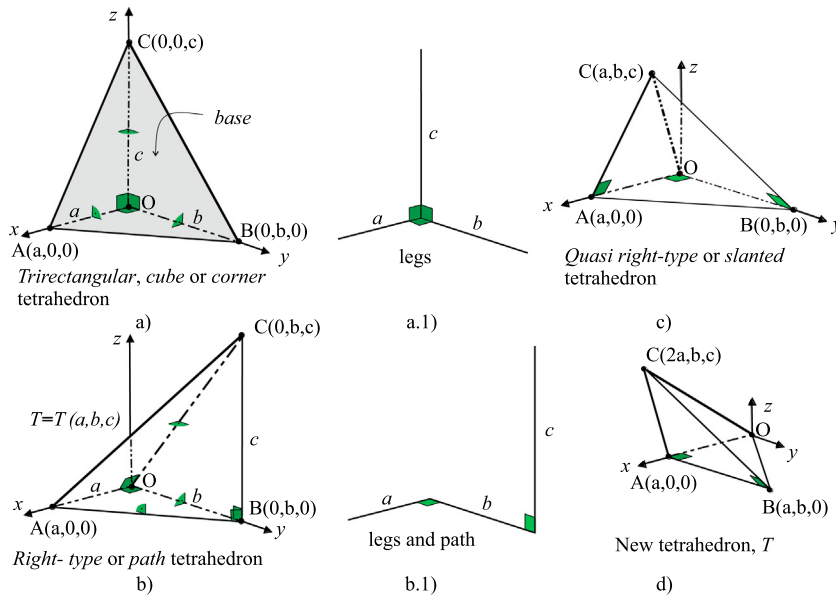 z
C(0,0,c)
base
c
O
a
b
x
A(a,0,0)
B(0,b,0)
y
Trirectangular, cube or corner
tetrahedron
a)
c
a
b
legs
a.1)
z
C(a,b,c)
O
x
A(a,0,0)
B(0,b,0)
y
Quasi right-type or slanted
tetrahedron
c)
z
C(0,b,c)
T=T (a,b,c)
c
O
a
b
x
A(a,0,0)
B(0,b,0)
y
Right- type or path tetrahedron
b)
c
a
b
legs and path
b.1)
C(2a,b,c)
z
O
y
x
A(a,0,0)
B(a,b,0)
New tetrahedron, T
d)